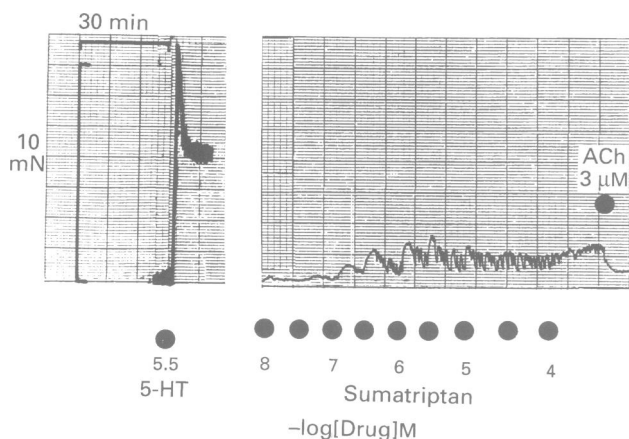 30 min
10
mN
ACh
3 μM
5.5
5-HT
8 7 6 5 4
Sumatriptan
–log[Drug]M